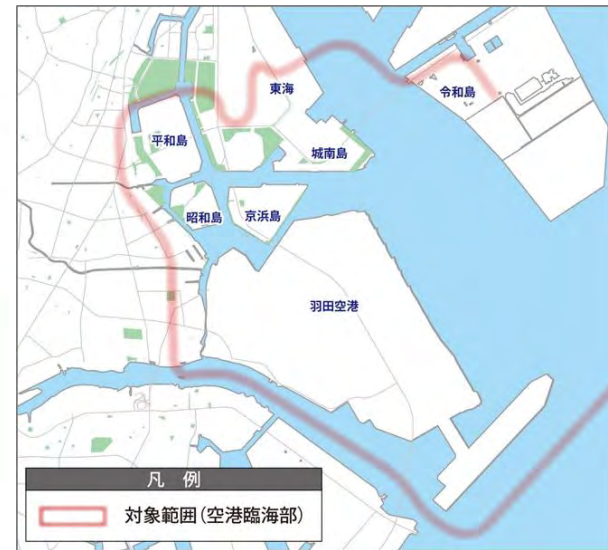 東海
令和島
平和島
城南島
昭和島
京浜島
羽田空港
凡 例
対象範囲(空港臨海部)